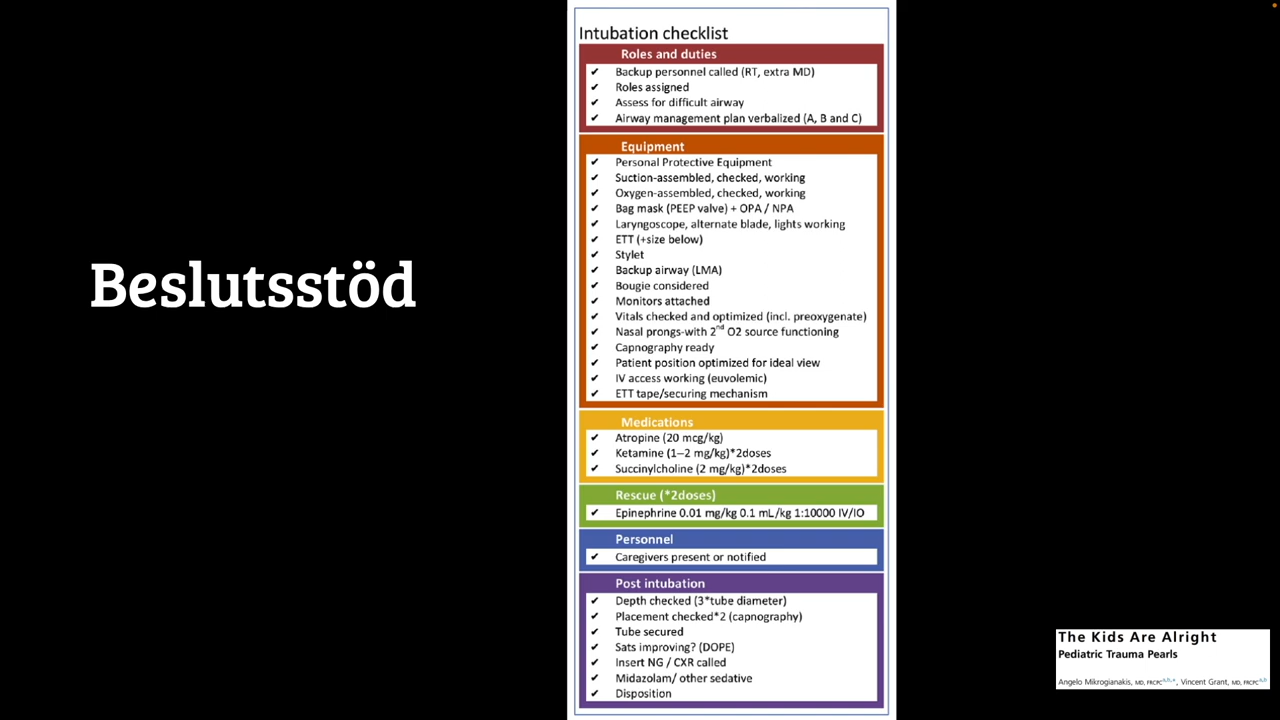 Beslutsstöd
Intubation checklist
Roles and duties
✔ Backup personnel called (RT, extra MD)
✔ Roles assigned
✔ Assess for difficult airway
✔ Airway management plan verbalized (A, B and C)
Equipment
✔ Personal Protective Equipment
✔ Suction-assembled, checked, working
✔ Oxygen-assembled, checked, working
✔ Bag mask (PEEP valve) + OPA / NPA
✔ Laryngoscope, alternate blade, lights working
✔ ETT (+size below)
✔ Stylet
✔ Backup airway (LMA)
✔ Bougie considered
✔ Monitors attached
✔ Vitals checked and optimized (incl. preoxygenate)
✔ Nasal prongs-with 2nd O2 source functioning
✔ Capnography ready
✔ Patient position optimized for ideal view
✔ IV access working (euvolemic)
✔ ETT tape/securing mechanism
Medications
✔ Atropine (20 mcg/kg)
✔ Ketamine (1–2 mg/kg)*2doses
✔ Succinylcholine (2 mg/kg)*2doses
Rescue (*2doses)
✔ Epinephrine 0.01 mg/kg 0.1 mL/kg 1:10000 IV/IO
Personnel
✔ Caregivers present or notified
Post intubation
✔ Depth checked (3*tube diameter)
✔ Placement checked*2 (capnography)
✔ Tube secured
✔ Sats improving? (DOPE)
✔ Insert NG / CXR called
✔ Midazolam/ other sedative
✔ Disposition
The Kids Are Alright
Pediatric Trauma Pearls
Angelo Mikrogianakis, MD, FRCPC a,b,*, Vincent Grant, MD, FRCPC a,b